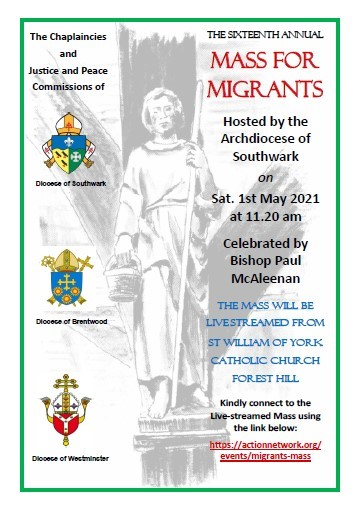 The Chaplaincies
and
Justice and Peace
Commissions of
Diocese of Southwark
Diocese of Brentwood
Diocese of Westminster
THE SIXTEENTH ANNUAL
MASS FOR
MIGRANTS
Hosted by the
Archdiocese of
Southwark
on
Sat. 1st May 2021
at 11.20 am
Celebrated by
Bishop Paul
McAleenan
THE MASS WILL BE
LIVESTREAMED FROM
ST WILLIAM OF YORK
CATHOLIC CHURCH
FOREST HILL
Kindly connect to the
Live-streamed Mass using
the link below:
https://actionnetwork.org/
events/migrants-mass